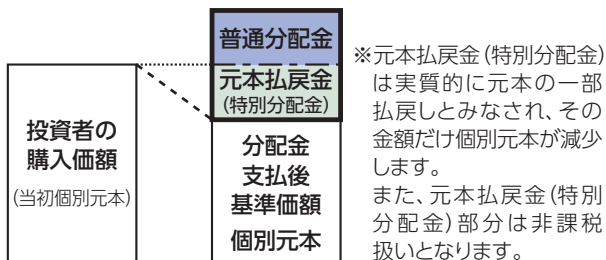 普通分配金
元本払戻金
(特別分配金)
投資者の
購入価額
(当初個別元本)
分配金
支払後
基準価額
個別元本
※元本払戻金(特別分配金)
は実質的に元本の一部
払戻しとみなされ、その
金額だけ個別元本が減少
します。
また、元本払戻金(特別
分配金)部分は非課税
扱いとなります。